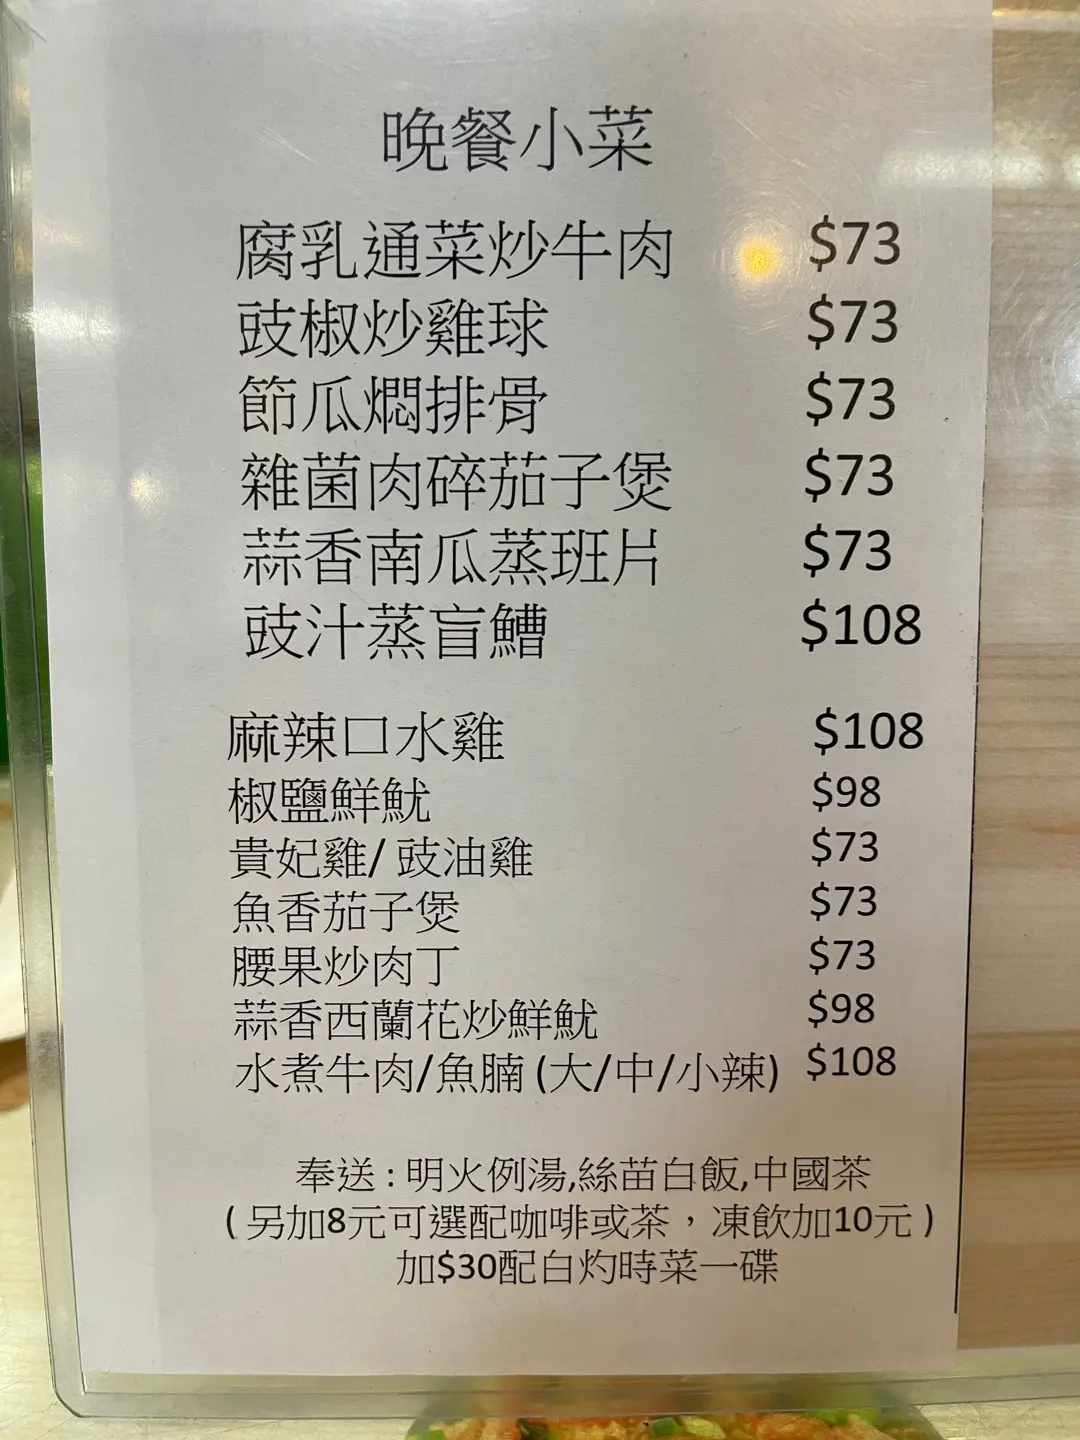 晚餐小菜
腐乳通菜炒牛肉 $73
豉椒炒雞球 $73
節瓜燜排骨 $73
雜菌肉碎茄子煲 $73
蒜香南瓜蒸班片 $73
豉汁蒸盲鰽 $108
麻辣口水雞 $108
椒鹽鮮魷 $98
貴妃雞/ 豉油雞 $73
魚香茄子煲 $73
腰果炒肉丁 $73
蒜香西蘭花炒鮮魷 $98
水煮牛肉/魚腩 (大/中/小辣) $108
奉送 : 明火例湯,絲苗白飯,中國茶
( 另加8元可選配咖啡或茶，凍飲加10元 )
加$30配白灼時菜一碟